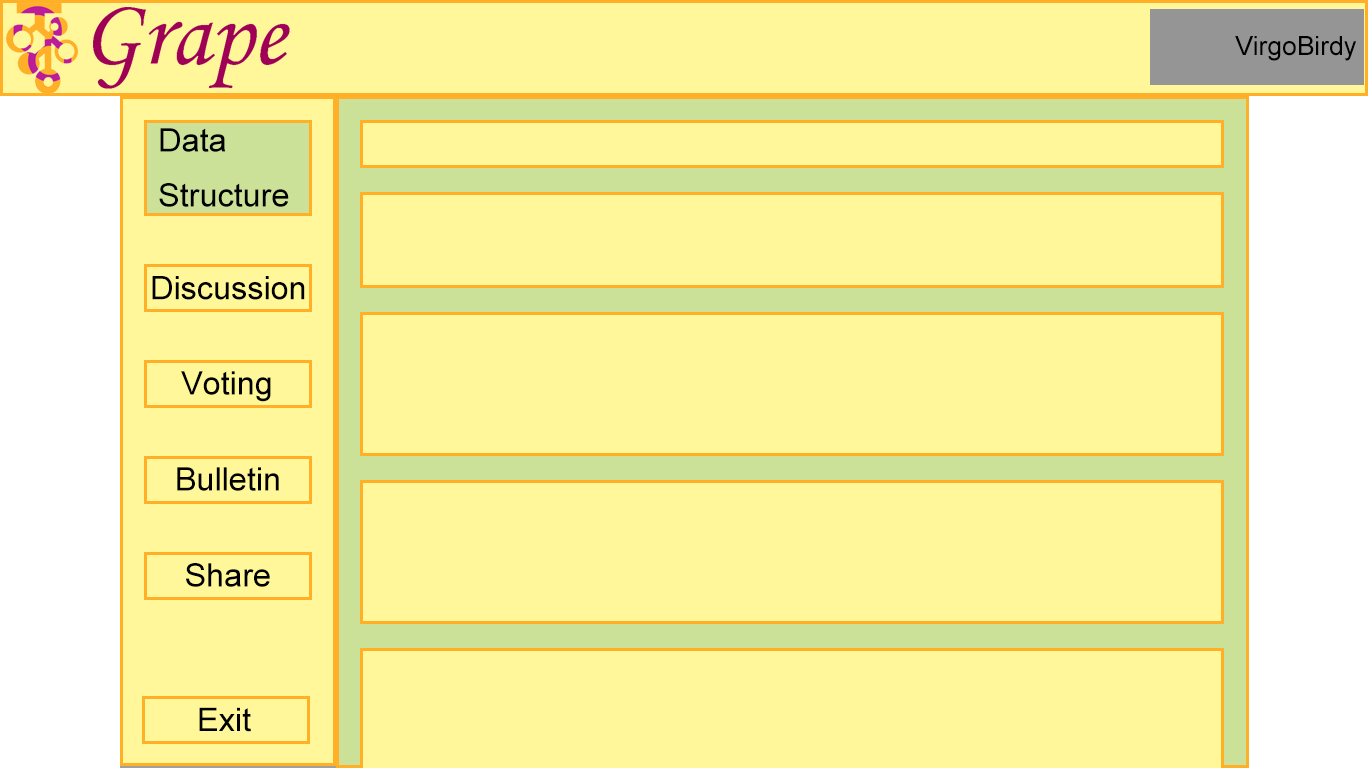 Grape
VirgoBirdy
Data
Structure
Discussion
Voting
Bulletin
Share
Exit